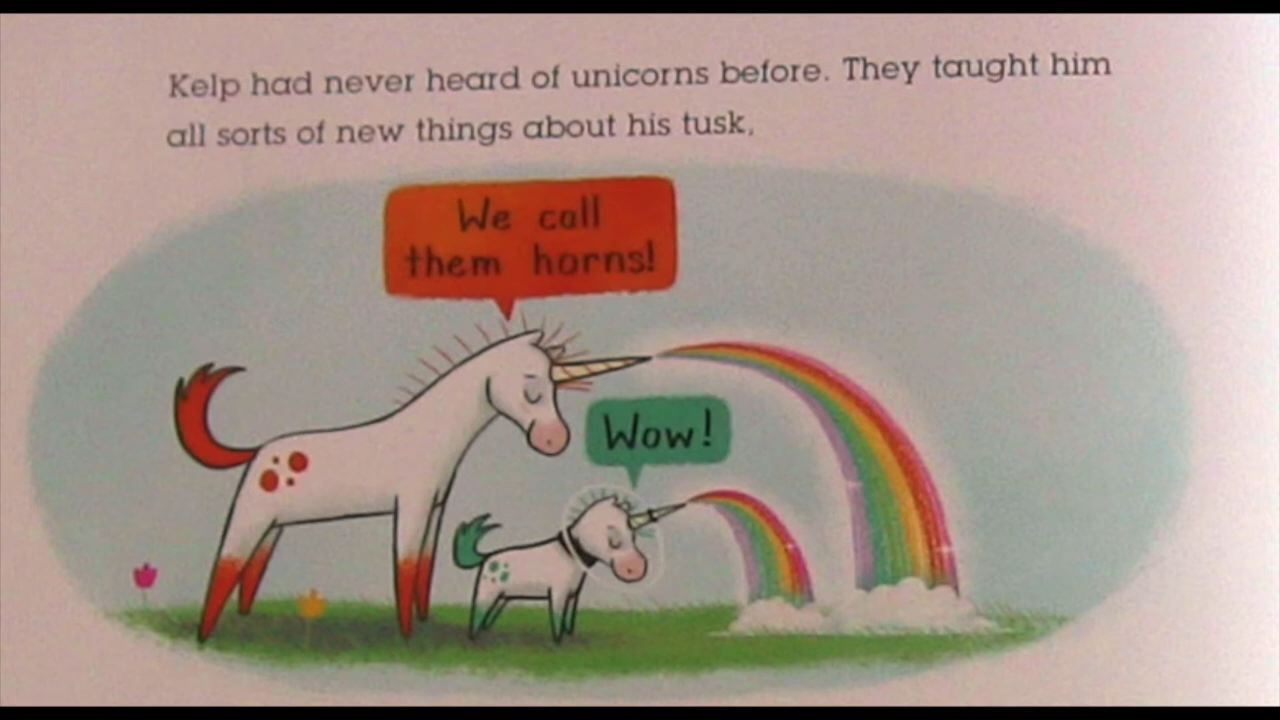 Kelp had never heard of unicorns before. They taught him
all sorts of new things about his tusk,
We call
them horns!
Wow!